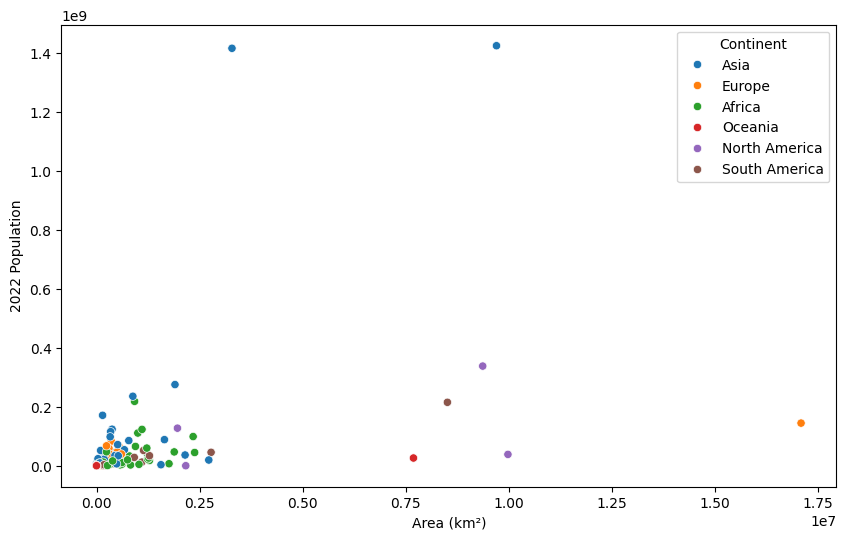 1e9
1.4
1.2
1.0
0.8
0.6
0.4
0.2
0.0
2022 Population
Continent
Asia
Europe
Africa
Oceania
North America
South America
0.00 0.25 0.50 0.75 1.00 1.25 1.50 1.75
1e7
Area (km²)